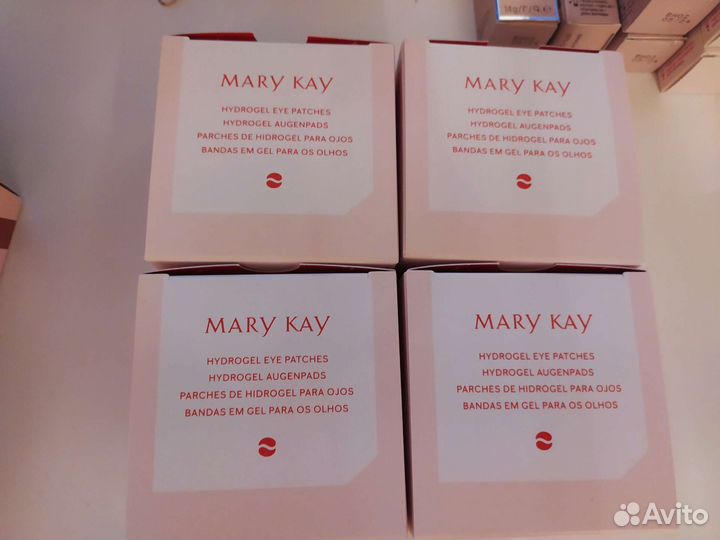 MARY KAY
HYDROGEL EYE PATCHES
HYDROGEL AUGENPADS
PARCHES DE HIDROGEL PARA OJOS
BANDAS EM GEL PARA OS OLHOS
MARY KAY
HYDROGEL EYE PATCHES
HYDROGEL AUGENPADS
PARCHES DE HIDROGEL PARA OJOS
BANDAS EM GEL PARA OS OLHOS
MARY KAY
HYDROGEL EYE PATCHES
HYDROGEL AUGENPADS
PARCHES DE HIDROGEL PARA OJOS
BANDAS EM GEL PARA OS OLHOS
MARY KAY
HYDROGEL EYE PATCHES
HYDROGEL AUGENPADS
PARCHES DE HIDROGEL PARA OJOS
BANDAS EM GEL PARA OS OLHOS
Avito